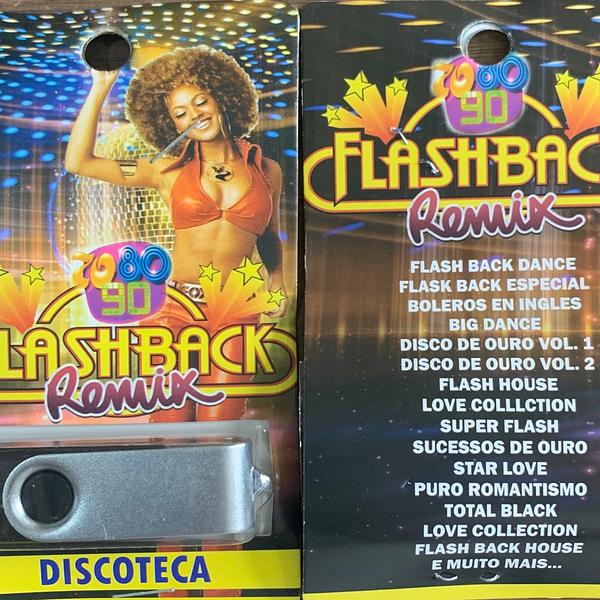 70 80
90
LASHBACK
Remix
DISCOTECA
70 80
90
FLASHBAC
Remix
FLASH BACK DANCE
FLASK BACK ESPECIAL
BOLEROS EN INGLES
BIG DANCE
DISCO DE OURO VOL. 1
DISCO DE OURO VOL. 2
FLASH HOUSE
LOVE COLLLCTION
SUPER FLASH
SUCESSOS DE OURO
STAR LOVE
PURO ROMANTISMO
TOTAL BLACK
LOVE COLLECTION
FLASH BACK HOUSE
E MUITO MAIS...